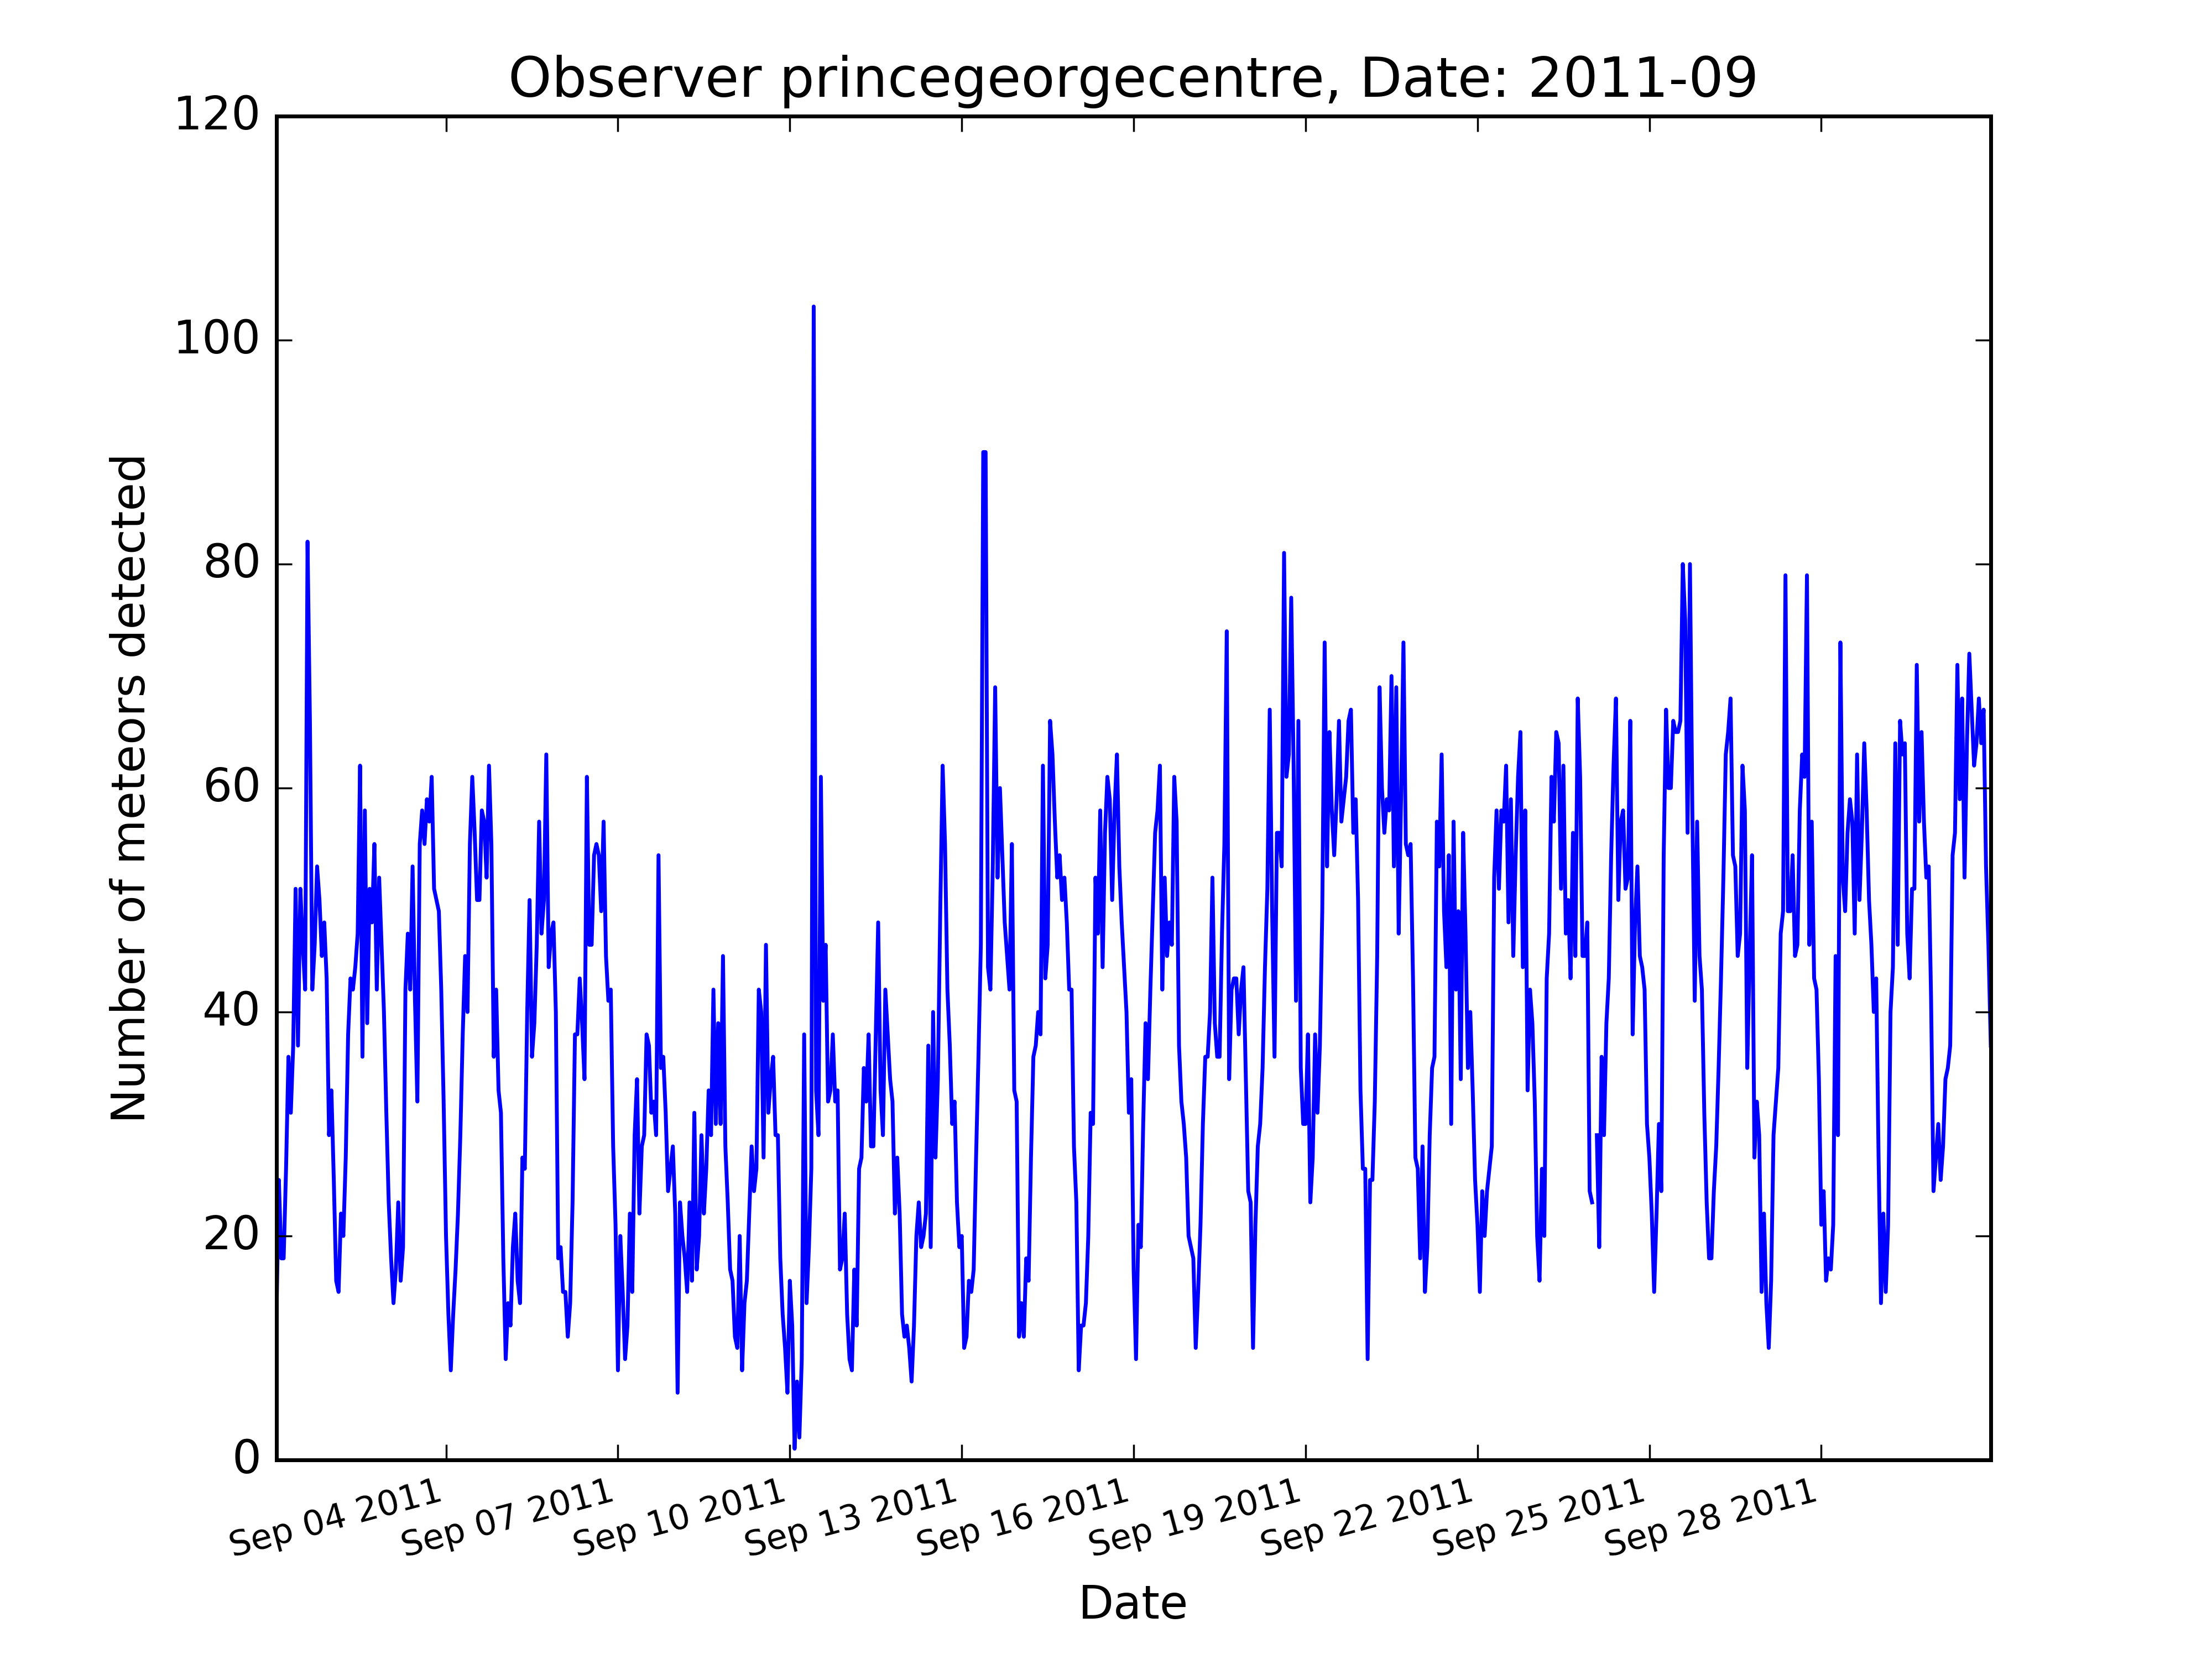 Observer princegeorgecentre, Date: 2011-09
120
100
80
60
40
20
0
Number of meteors detected
Sep 04 2011
Sep 07 2011
Sep 10 2011
Sep 13 2011
Sep 16 2011
Sep 19 2011
Sep 22 2011
Sep 25 2011
Sep 28 2011
Date